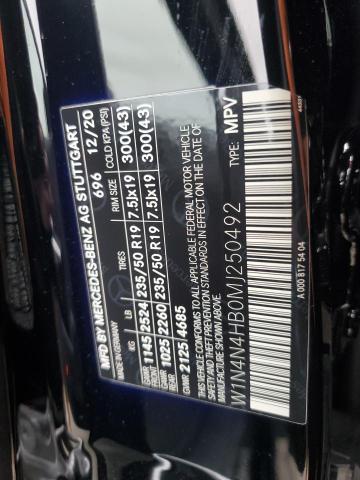 MFD BY MERCEDES-BENZ AG STUTTGART
MADE IN GERMANY 696 12/20
KG LB TIRES RIM SIZE COLD KPA(PSI)
GAWR FRONT 1145 2524 235/50 R19 7.5Jx19 300(43)
GAWR REAR 1025 2260 235/50 R19 7.5Jx19 300(43)
GVWR 2125 4685
THIS VEHICLE CONFORMS TO ALL APPLICABLE FEDERAL MOTOR VEHICLE
SAFETY AND THEFT PREVENTION STANDARDS IN EFFECT ON THE DATE OF
MANUFACTURE SHOWN ABOVE.
W1N4N4HB0MJ250492 TYPE: MPV
A 000 817 54 04